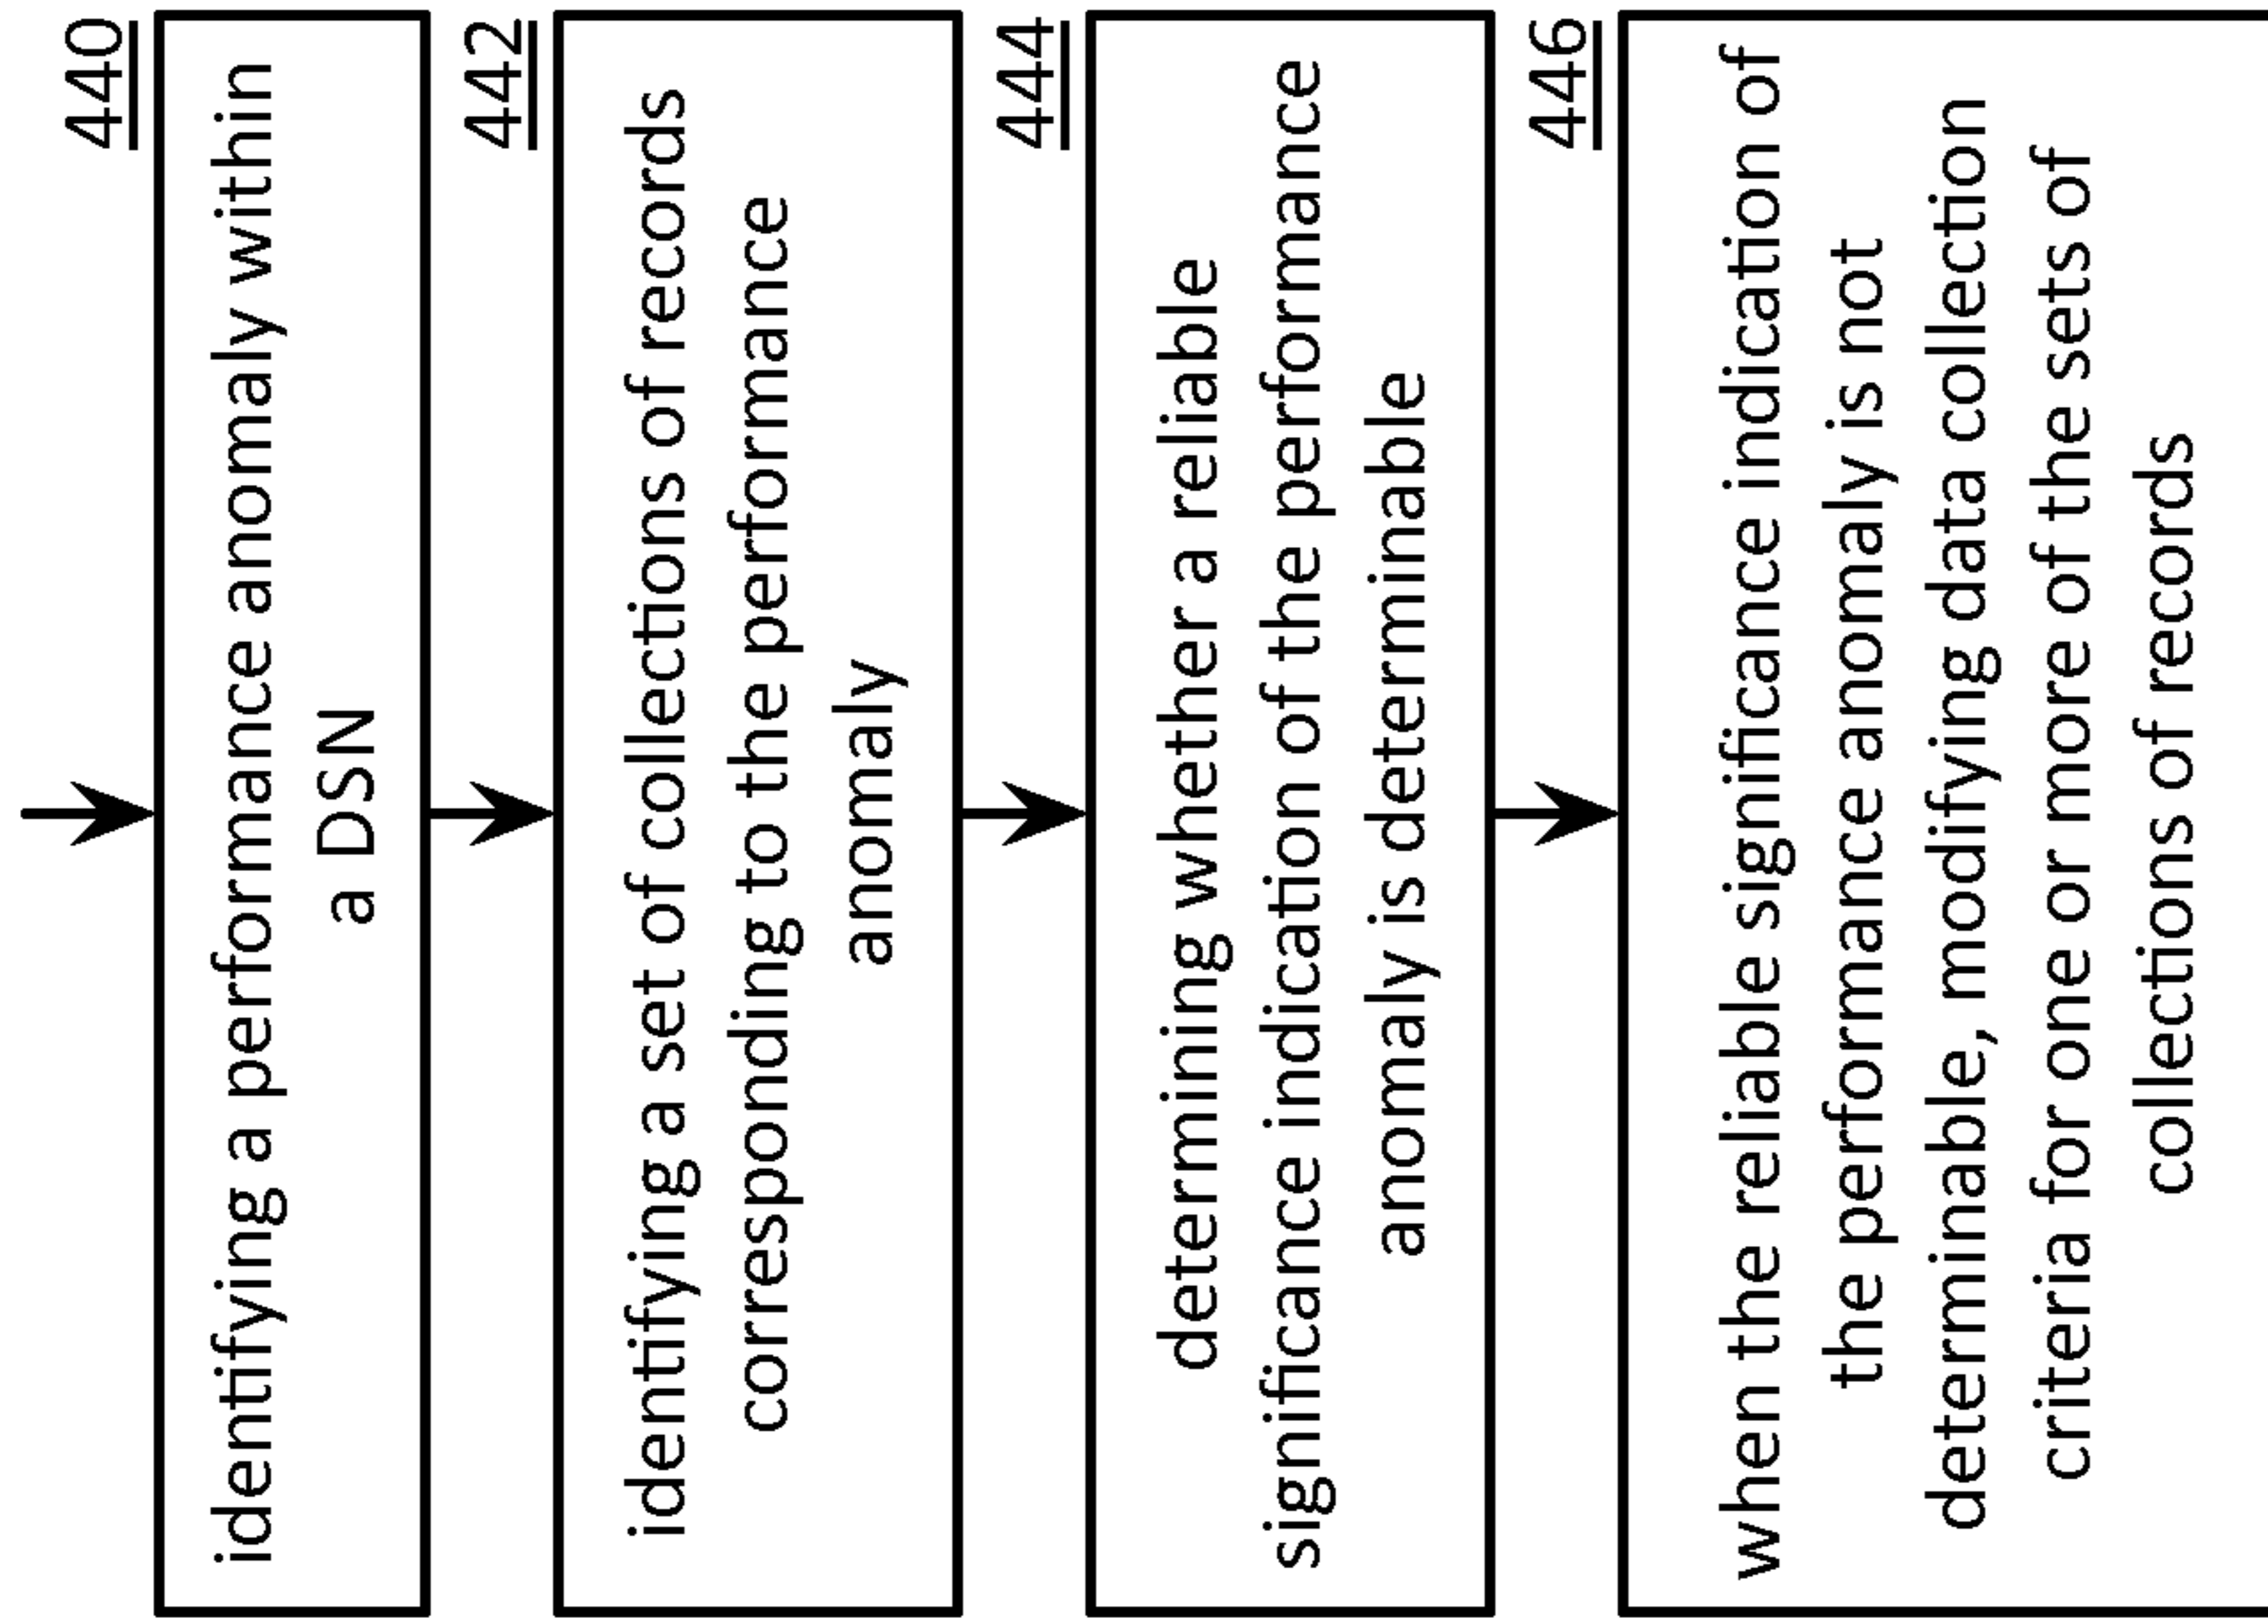 440
identifying a performance anomaly within
a DSN
442
identifying a set of collections of records
corresponding to the performance
anomaly
444
determining whether a reliable
significance indication of the performance
anomaly is determinable
446
when the reliable significance indication of
the performance anomaly is not
determinable, modifying data collection
criteria for one or more of the sets of
collections of records